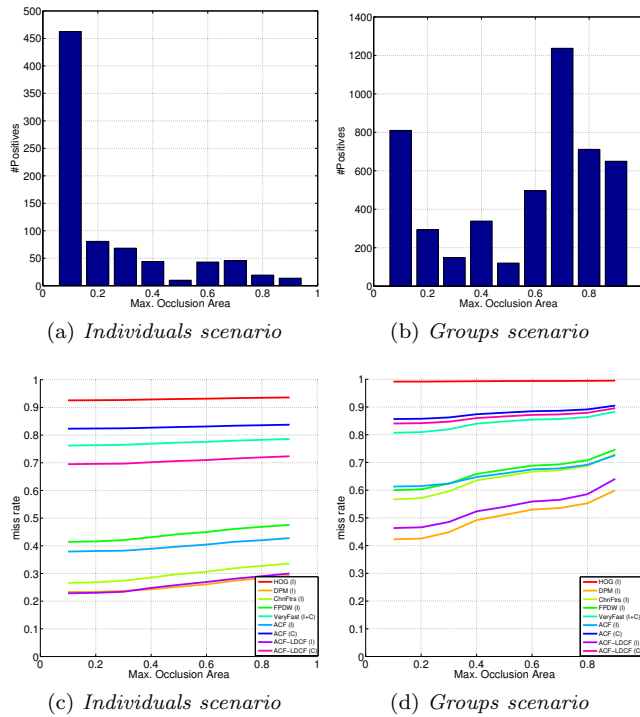 500
450
400
350
300
250
200
150
100
50
0
#Positives
0 0.2 0.4 0.6 0.8 1
Max. Occlusion Area
(a) Individuals scenario
1400
1200
1000
800
600
400
200
0
#Positives
0 0.2 0.4 0.6 0.8
Max. Occlusion Area
(b) Groups scenario
1
0.9
0.8
0.7
0.6
0.5
0.4
0.3
0.2
0.1
0
miss rate
0.2 0.4 0.6 0.8 1
Max. Occlusion Area
HOG (I)
DPM (I)
ChnFtrs (I)
FPDW (I)
VeryFast (I+C)
ACF (I)
ACF (C)
ACF-LDCF (I)
ACF-LDCF (C)
(c) Individuals scenario
1
0.9
0.8
0.7
0.6
0.5
0.4
0.3
0.2
0.1
0
miss rate
0.2 0.4 0.6 0.8
Max. Occlusion Area
HOG (I)
DPM (I)
ChnFtrs (I)
FPDW (I)
VeryFast (I+C)
ACF (I)
ACF (C)
ACF-LDCF (I)
ACF-LDCF (C)
(d) Groups scenario